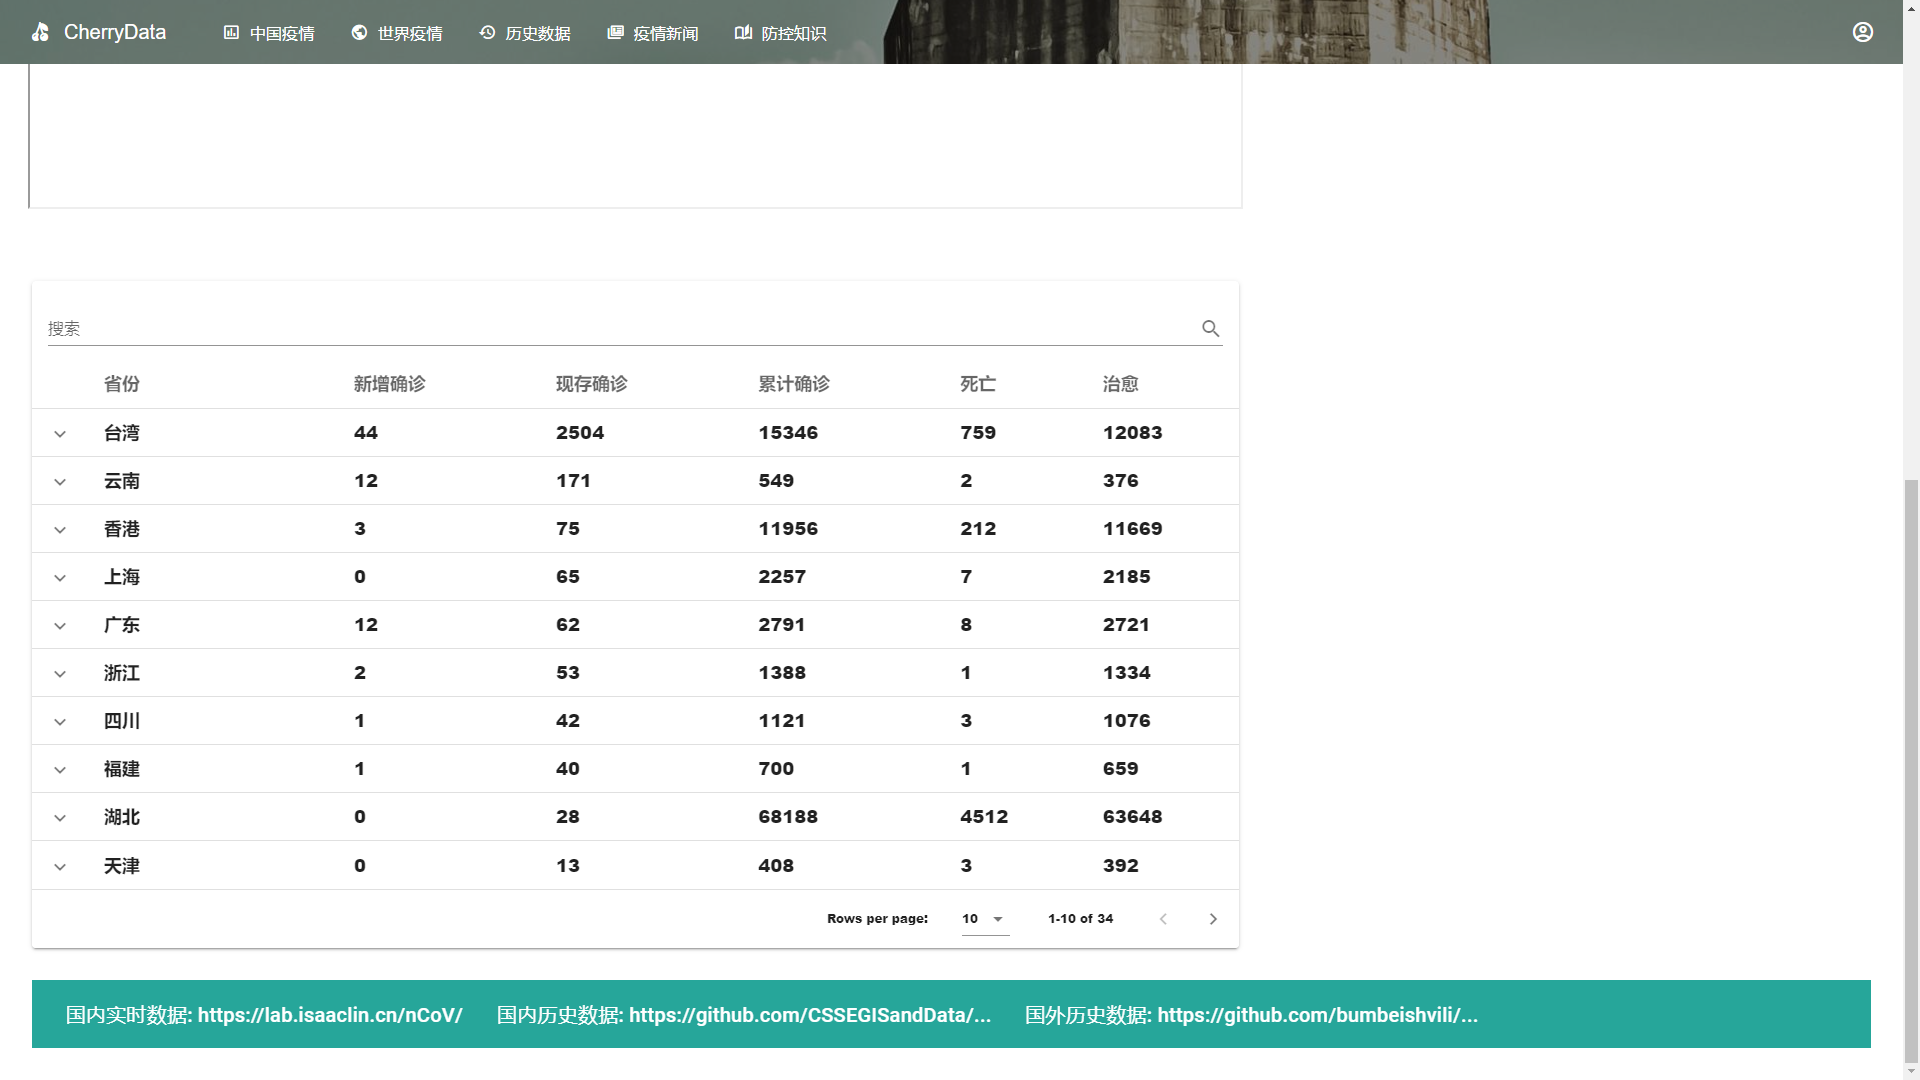 CherryData 中国疫情 世界疫情 历史数据 疫情新闻 防控知识
搜索
省份 新增确诊 现存确诊 累计确诊 死亡 治愈
台湾 44 2504 15346 759 12083
云南 12 171 549 2 376
香港 3 75 11956 212 11669
上海 0 65 2257 7 2185
广东 12 62 2791 8 2721
浙江 2 53 1388 1 1334
四川 1 42 1121 3 1076
福建 1 40 700 1 659
湖北 0 28 68188 4512 63648
天津 0 13 408 3 392
Rows per page: 10 1-10 of 34
国内实时数据: https://lab.isaaclin.cn/nCoV/ 国内历史数据: https://github.com/CSSEGISandData/... 国外历史数据: https://github.com/bumbeishvili/...